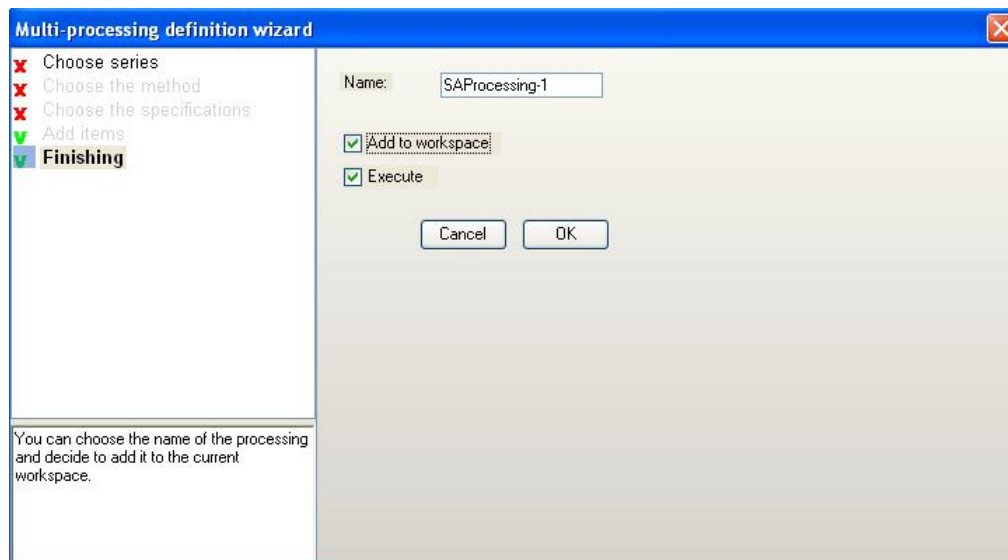 Multi-processing definition wizard
Choose series
Choose the method
Choose the specifications
Add items
Finishing
Name:
SAProcessing-1
Add to workspace
Execute
Cancel
OK
You can choose the name of the processing
and decide to add it to the current
workspace.